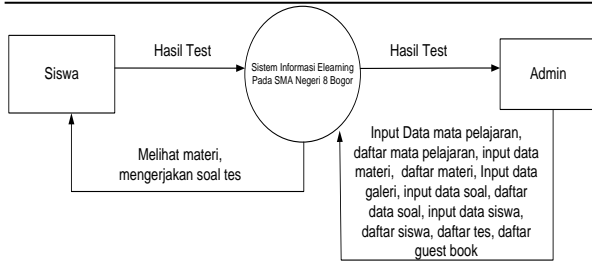 Hasil Test
Hasil Test
Siswa
Sistem Informasi Elearning
Pada SMA Negeri 8 Bogor
Admin
Melihat materi,
mengerjakan soal tes
Input Data mata pelajaran,
daftar mata pelajaran, input data
materi, daftar materi, Input data
galeri, input data soal, daftar
data soal, input data siswa,
daftar siswa, daftar tes, daftar
guest book